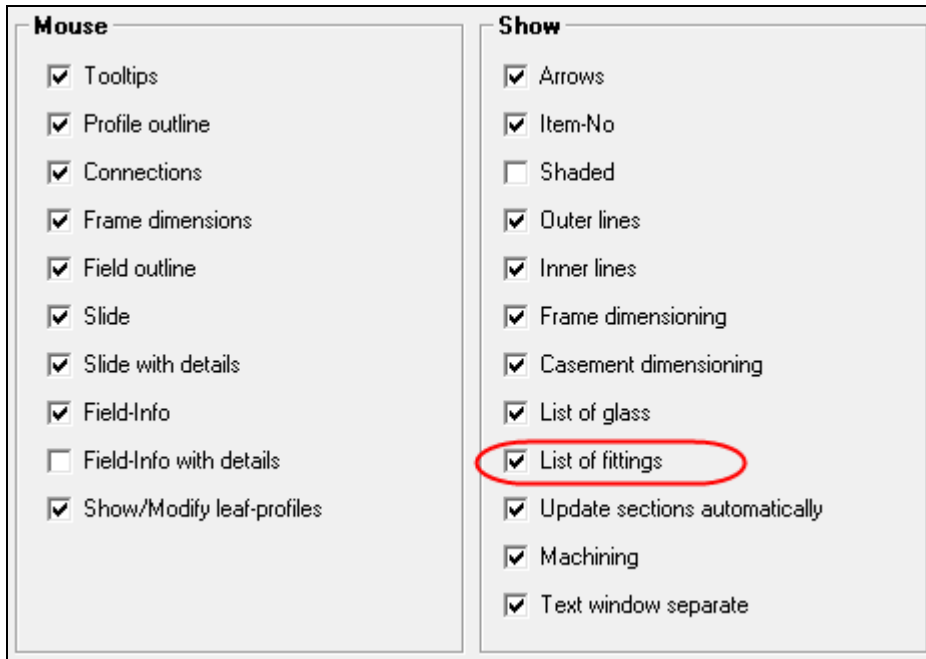 Mouse
Tooltips
Profile outline
Connections
Frame dimensions
Field outline
Slide
Slide with details
Field-Info
Field-Info with details
Show/Modify leaf-profiles
Show
Arrows
Item-No
Shaded
Outer lines
Inner lines
Frame dimensioning
Casement dimensioning
List of glass
List of fittings
Update sections automatically
Machining
Text window separate